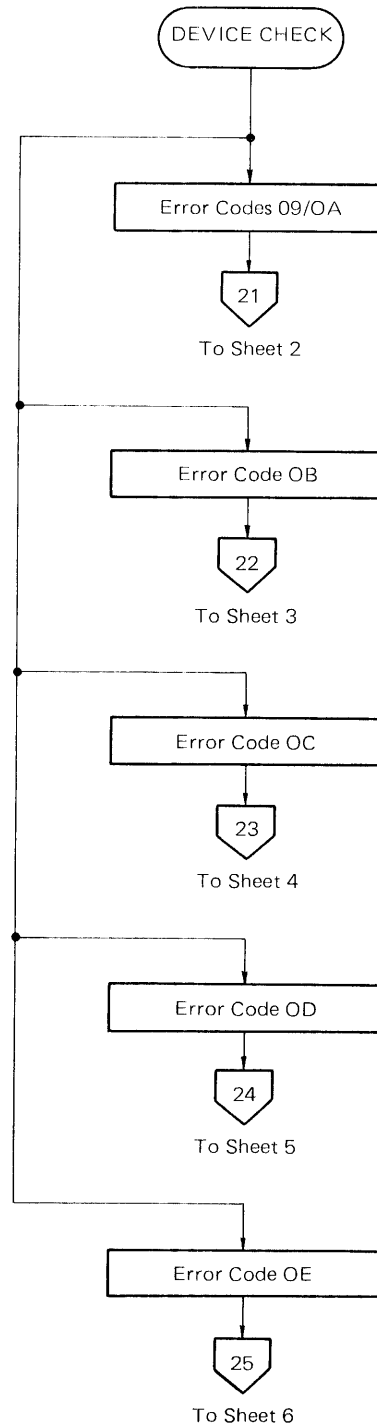 DEVICE CHECK
Error Codes 09/OA
21
To Sheet 2
Error Code OB
22
To Sheet 3
Error Code OC
23
To Sheet 4
Error Code OD
24
To Sheet 5
Error Code OE
25
To Sheet 6